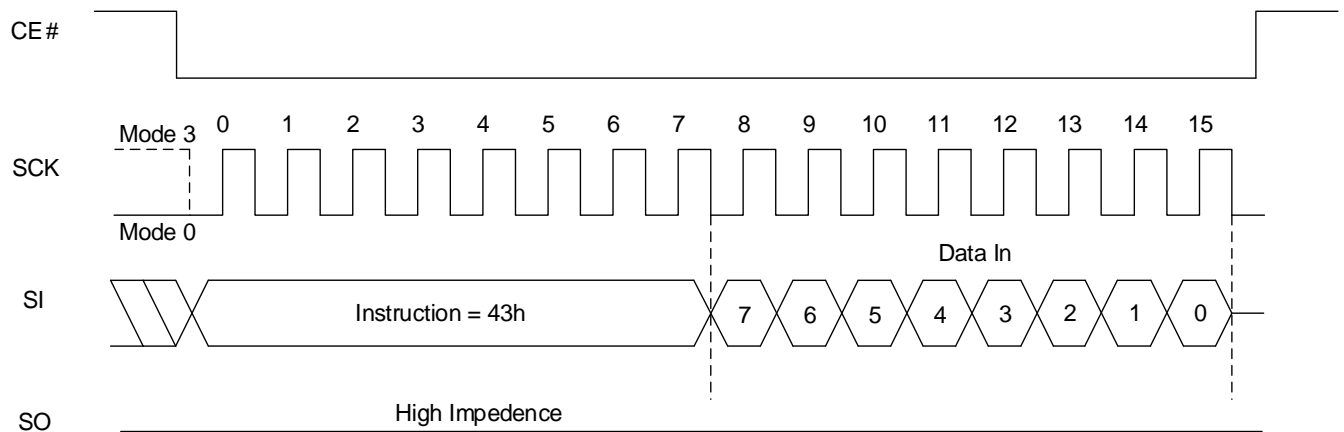 CE#
0 1 2 3 4 5 6 7 8 9 10 11 12 13 14 15
Mode 3
SCK
Mode 0
Data In
SI
Instruction = 43h
7 6 5 4 3 2 1 0
High Impedence
SO